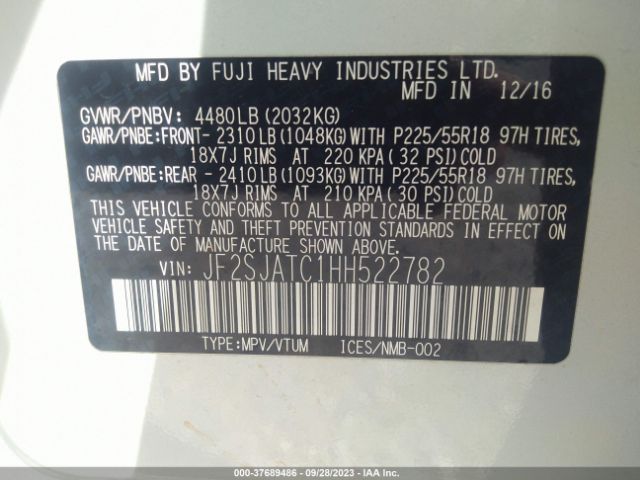 MFD BY FUJI HEAVY INDUSTRIES LTD.
MFD IN 12/16
GVWR/PNBV: 4480LB(2032KG)
GAWR/PNBE:FRONT- 2310LB(1048KG)WITH P225/55R18 97H TIRES,
18X7J RIMS AT 220 KPA(32 PSI)COLD
GAWR/PNBE:REAR - 2410LB(1093KG)WITH P225/55R18 97H TIRES,
18X7J RIMS AT 210 KPA(30 PSI)COLD
THIS VEHICLE CONFORMS TO ALL APPLICABLE FEDERAL MOTOR
VEHICLE SAFETY AND THEFT PREVENTION STANDARDS IN EFFECT
ON THE DATE OF MANUFACTURE SHOWN ABOVE.
VIN: JF2SJATC1HH522782
TYPE:MPV/VTUM ICES/NMB-002
000-37689486 | 09/28/2023 | IAA Inc.